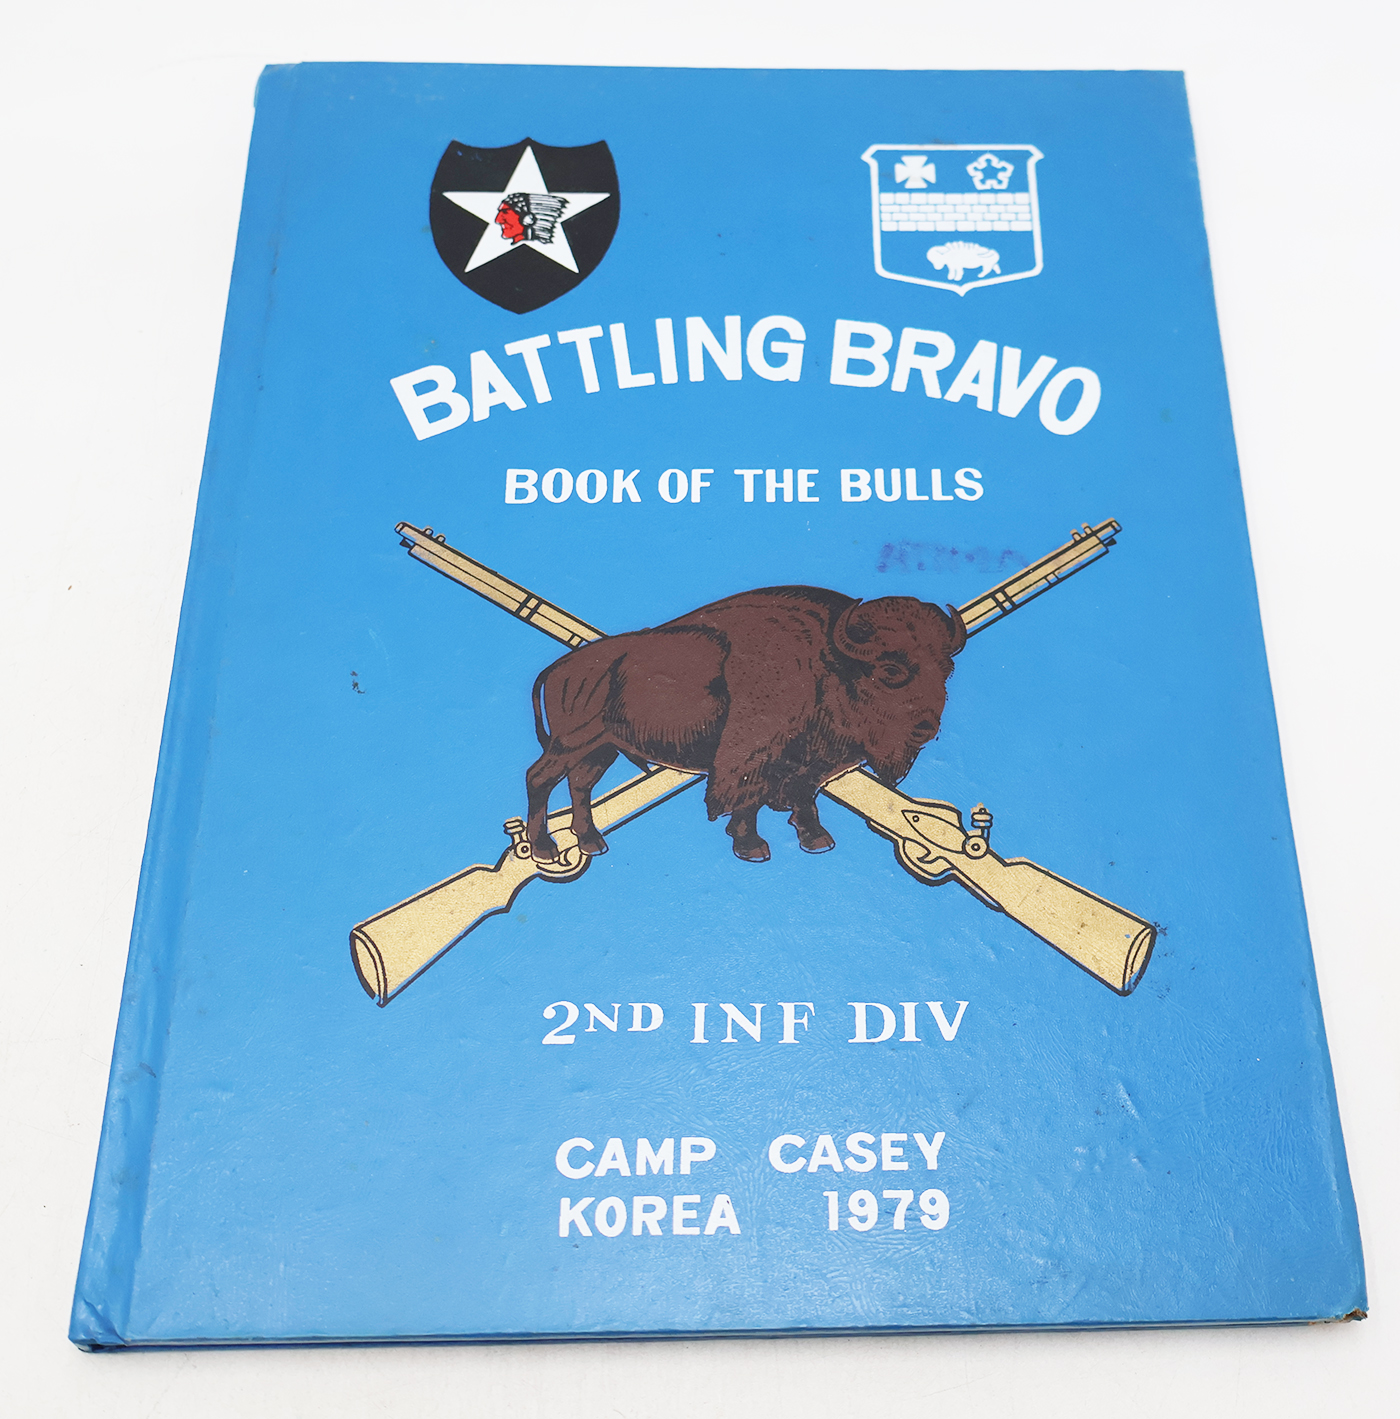 BATTLING BRAVO
BOOK OF THE BULLS
2ND INF DIV
CAMP CASEY
KOREA 1979